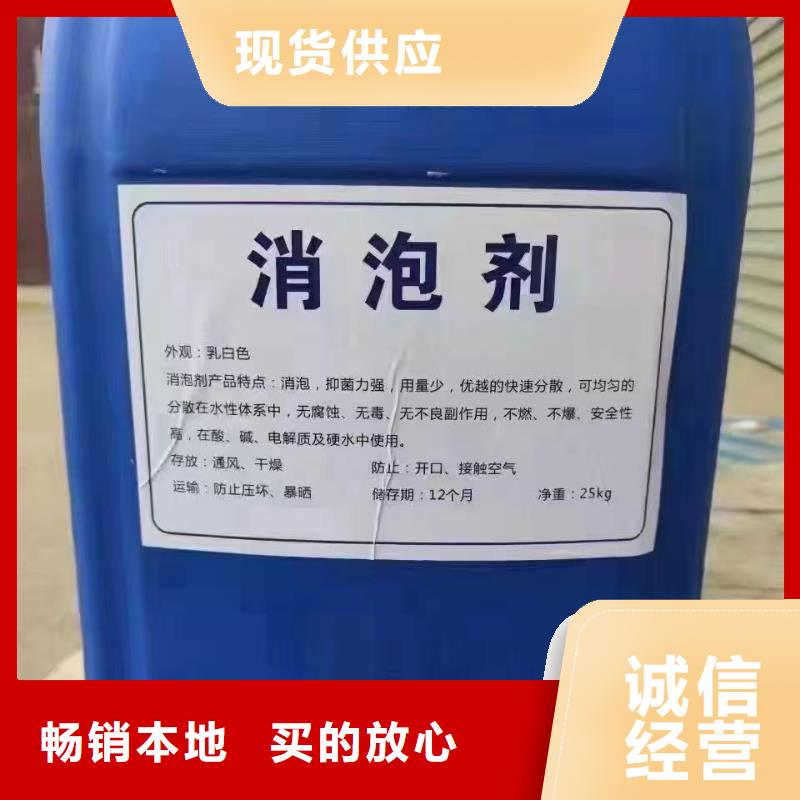 现货供应
消泡剂
外观：乳白色
消泡剂产品特点：消泡，抑菌力强，用量少，优越的快速分散，可均匀的
分散在水性体系中，无腐蚀、无毒、无不良副作用，不燃、不爆、安全性
高，在酸、碱、电解质及硬水中使用。
存放：通风、干燥 防止：开口、接触空气
运输：防止压坏、暴晒 储存期：12个月 净重：25kg
诚信
经营
畅销本地 买的放心